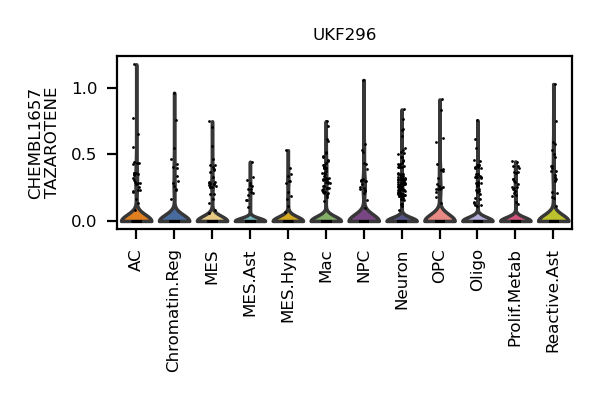 UKF296
CHEMBL1657
TAZAROTENE
1.0
0.5
0.0
AC
Chromatin.Reg
MES
MES.Ast
MES.Hyp
Mac
NPC
Neuron
OPC
Oligo
Prolif.Metab
Reactive.Ast